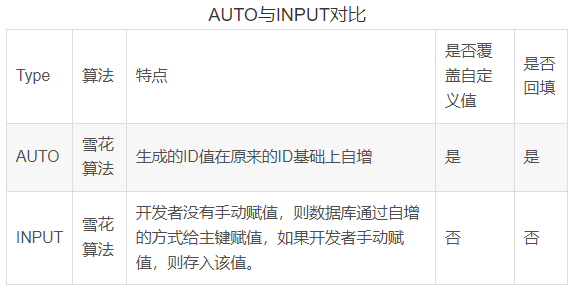 AUTO与INPUT对比
Type
算法
特点
是否覆
盖自定
义值
是否
回填
AUTO
雪花
算法
生成的ID值在原来的ID基础上自增
是
是
INPUT
雪花
算法
开发者没有手动赋值，则数据库通过自增
的方式给主键赋值，如果开发者手动赋
值，则存入该值。
否
否